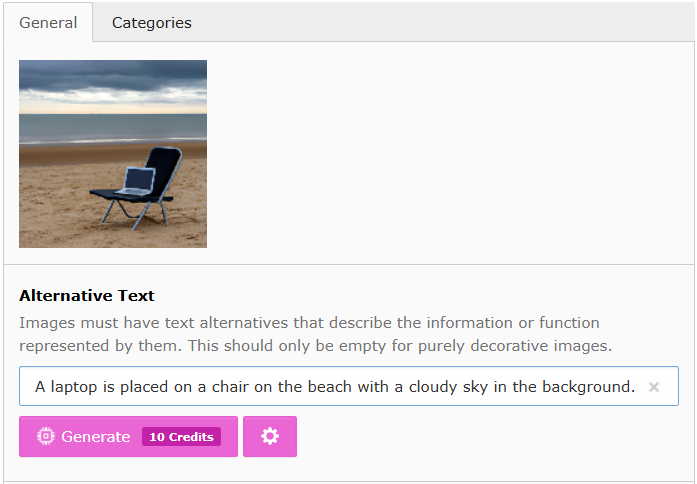 General Categories
Alternative Text
Images must have text alternatives that describe the information or function
represented by them. This should only be empty for purely decorative images.
A laptop is placed on a chair on the beach with a cloudy sky in the background.
Generate 10 Credits